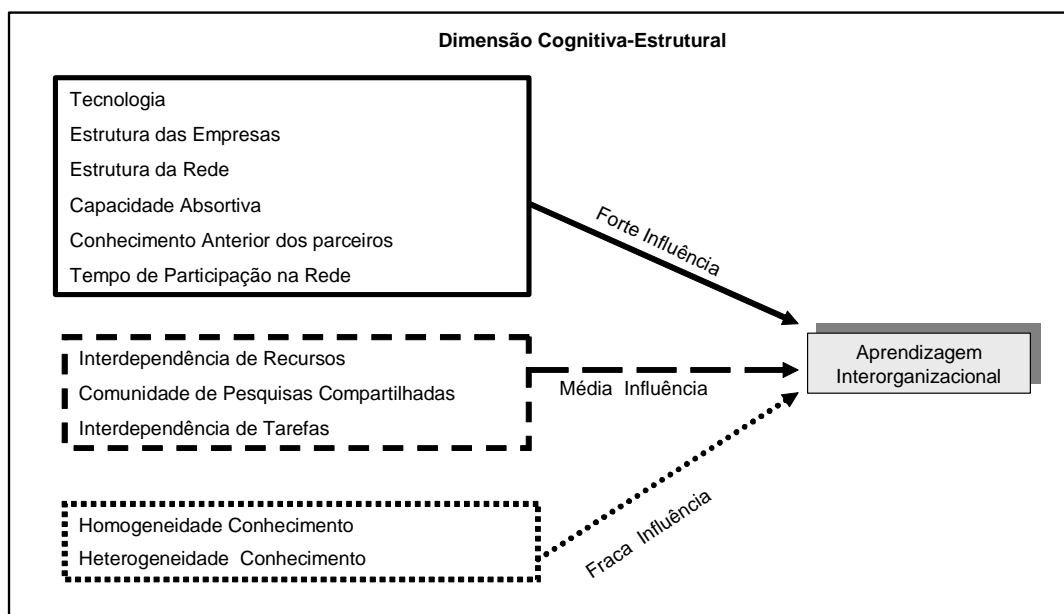 Dimensão Cognitiva-Estrutural
Tecnologia
Estrutura das Empresas
Estrutura da Rede
Capacidade Absortiva
Conhecimento Anterior dos parceiros
Tempo de Participação na Rede
Forte Influência
Interdependência de Recursos
Comunidade de Pesquisas Compartilhadas
Interdependência de Tarefas
Média Influência
Aprendizagem
Interorganizacional
Homogeneidade Conhecimento
Heterogeneidade Conhecimento
Fraca Influência